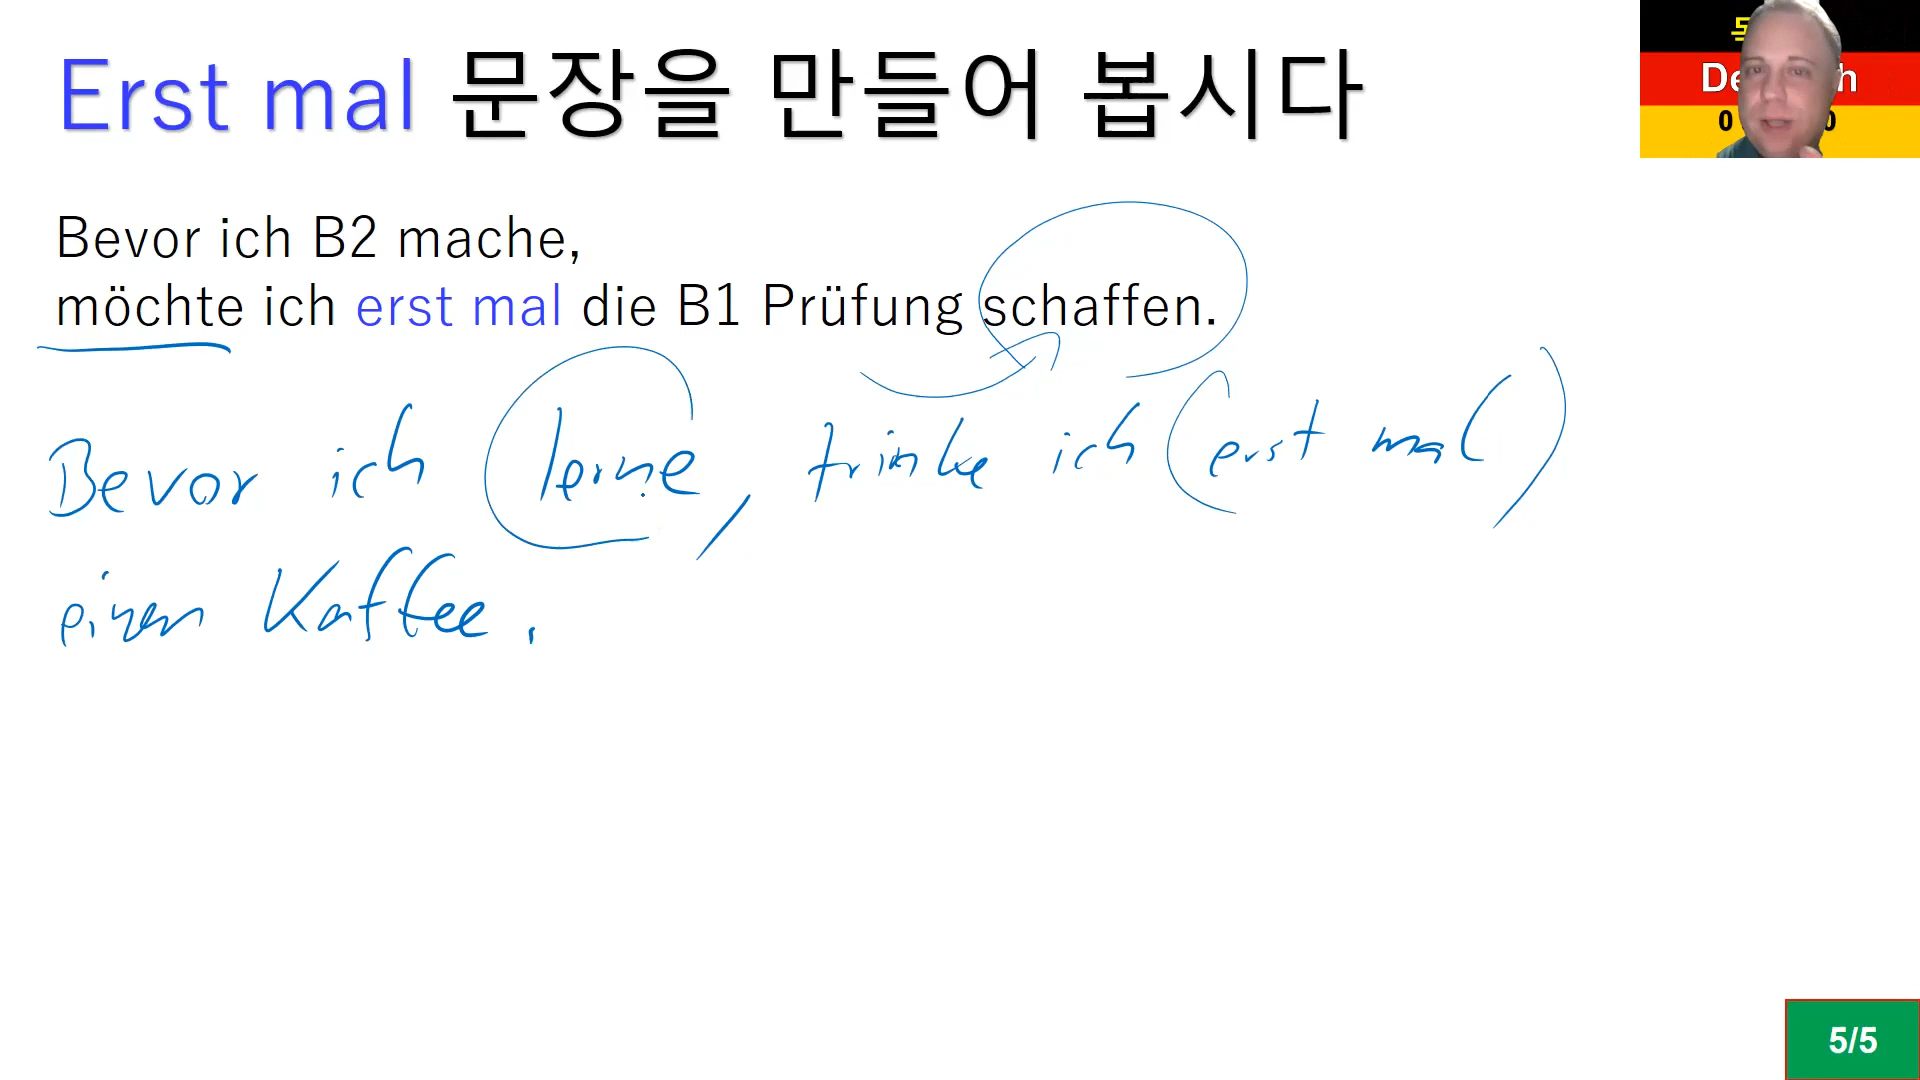 Erst mal 문장을 만들어 봅시다
Bevor ich B2 mache,
möchte ich erst mal die B1 Prüfung schaffen.
Bevor ich lerne, trinke ich (erst mal)
einen Kaffee.
5/5